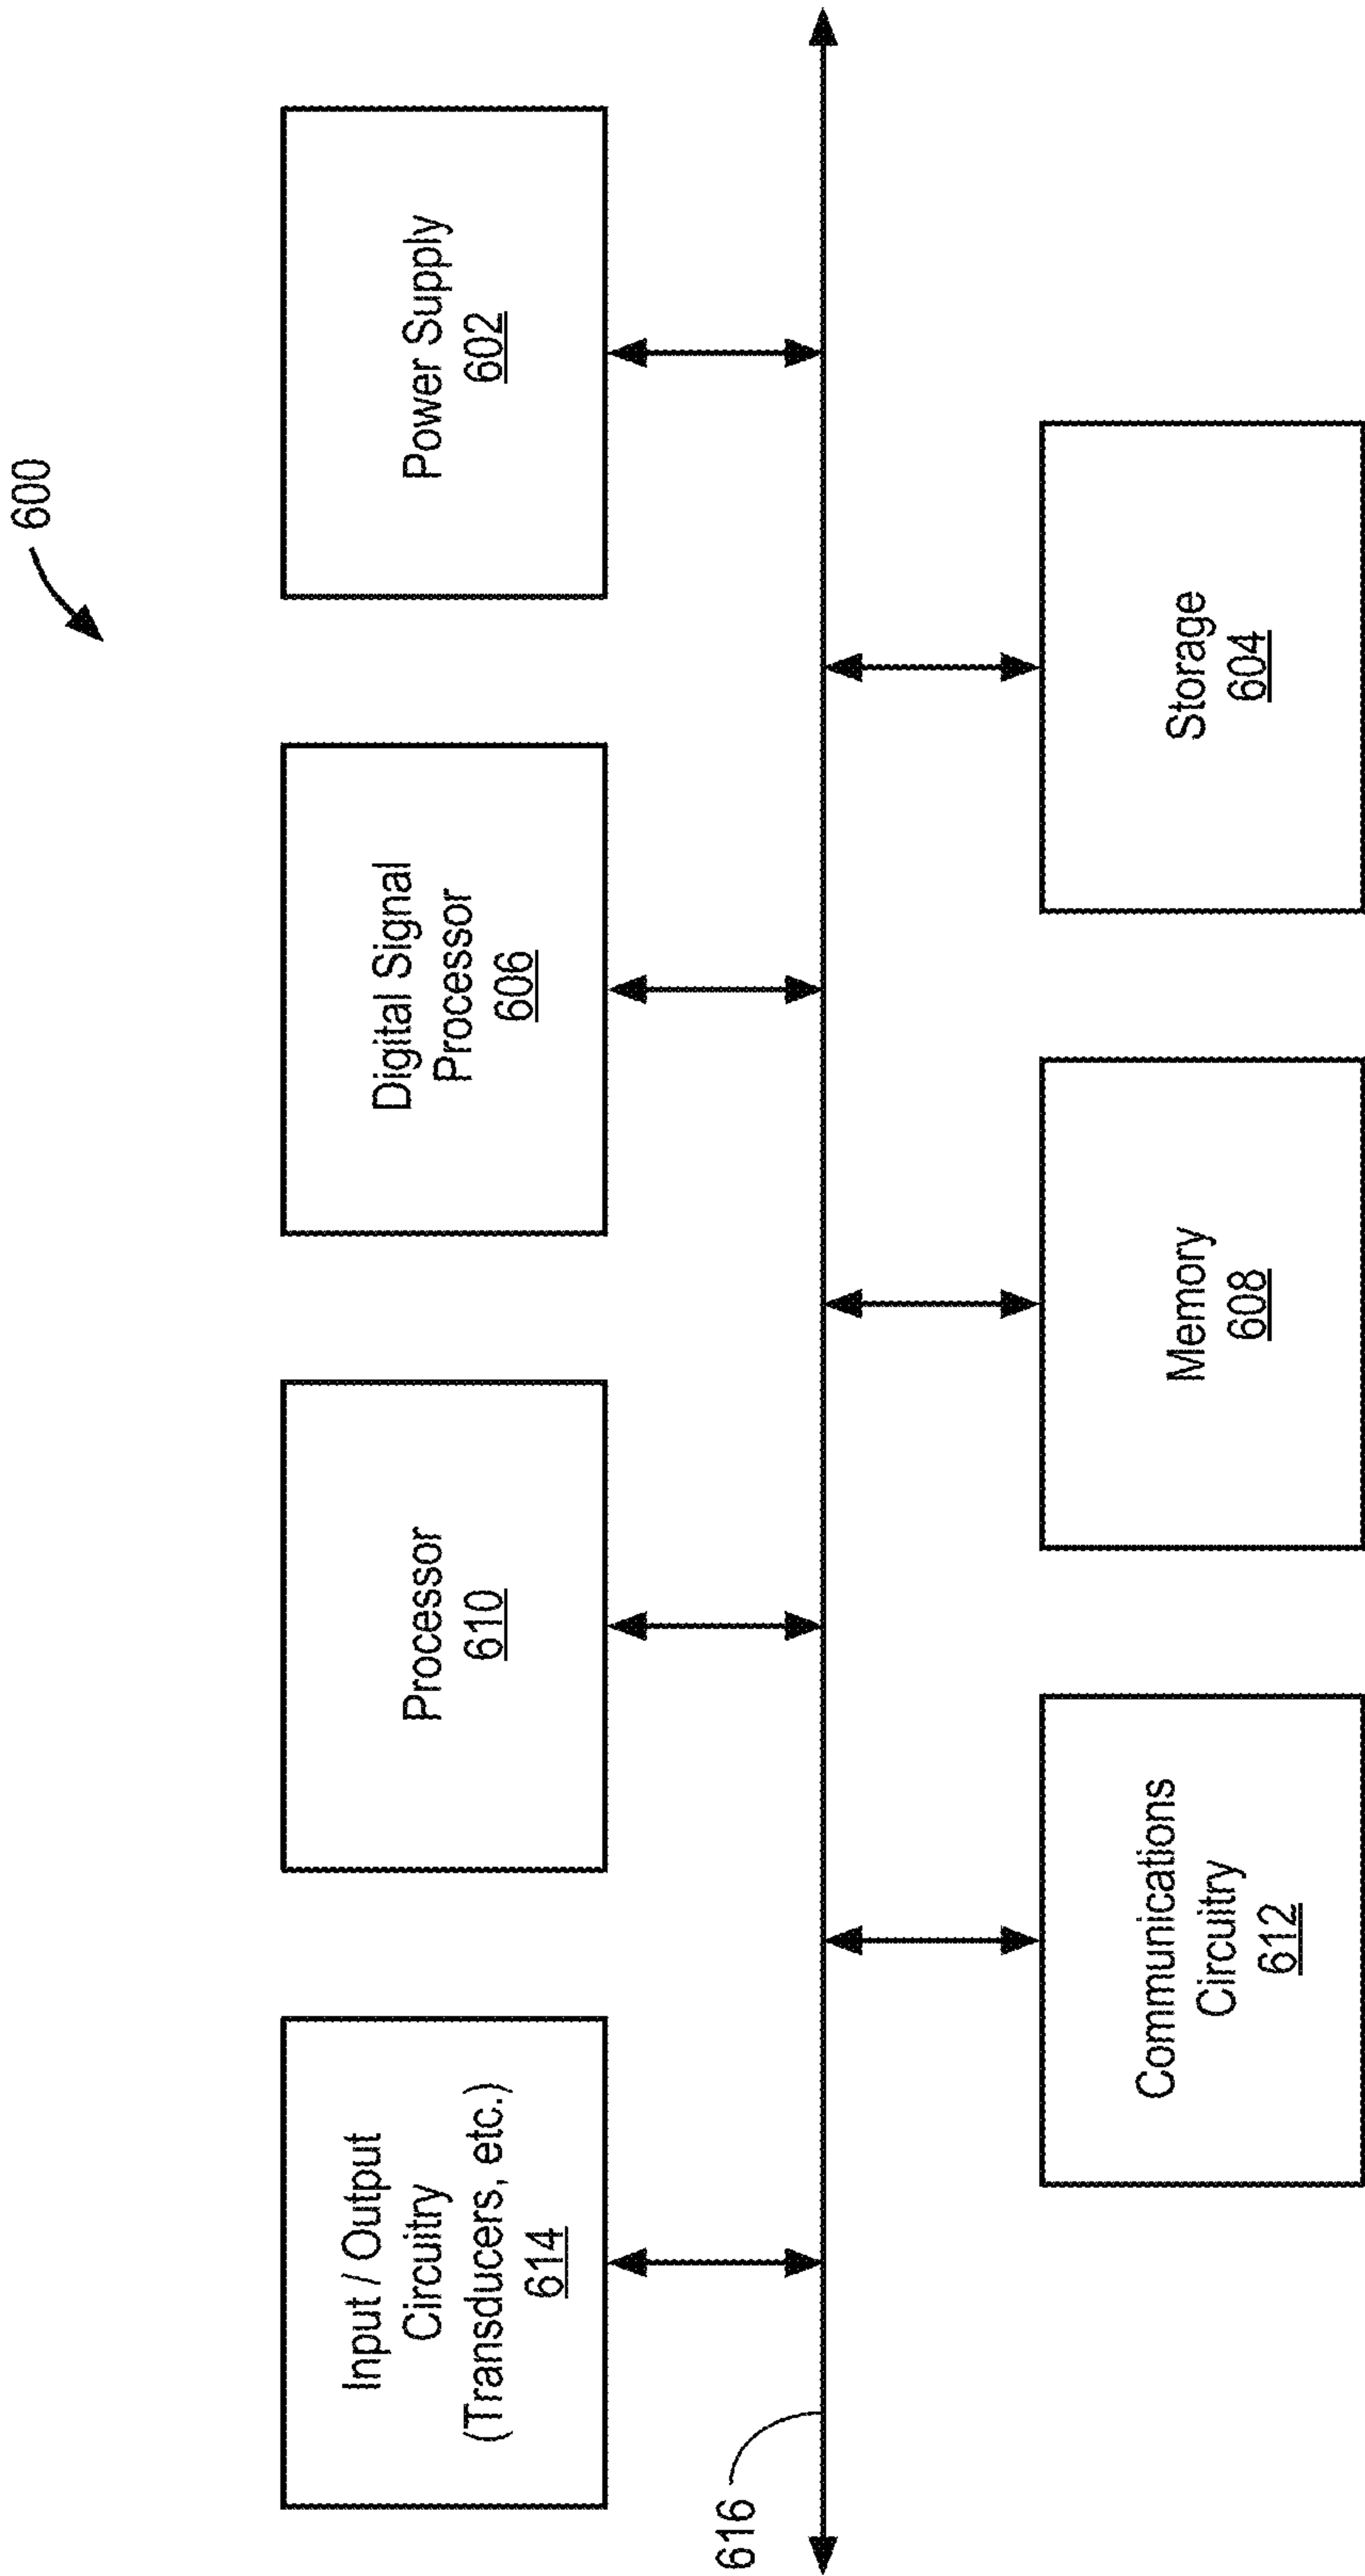 600
Input / Output
Circuitry
(Transducers, etc.)
614
Processor
610
Digital Signal
Processor
606
Power Supply
602
616
Communications
Circuitry
612
Memory
608
Storage
604